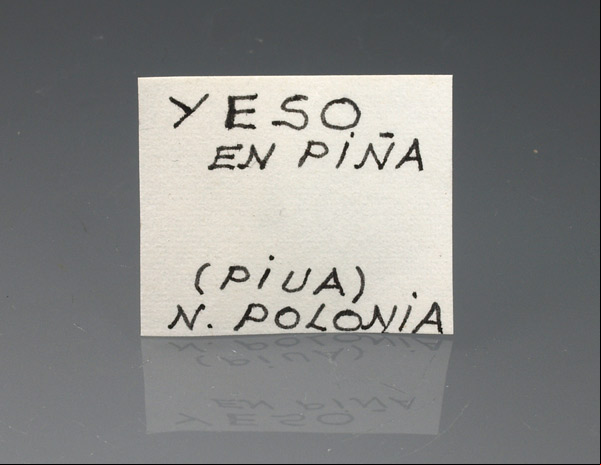 YESO
EN PiÑA
(PiUA)
N. POLONiA